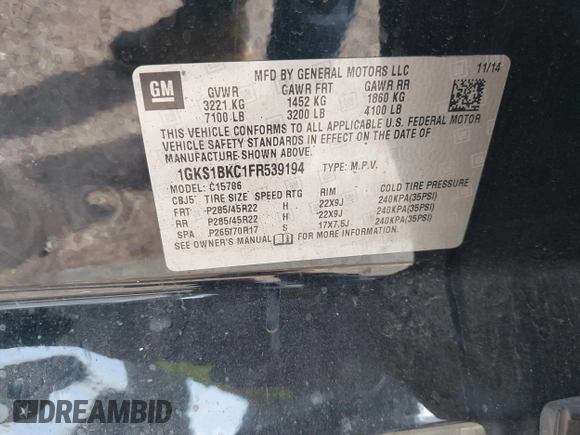 GM
MFD BY GENERAL MOTORS LLC
11/14
GVWR GAWR FRT GAWR RR
3221 KG 1452 KG 1860 KG
7100 LB 3200 LB 4100 LB
THIS VEHICLE CONFORMS TO ALL APPLICABLE U.S. FEDERAL MOTOR
VEHICLE SAFETY STANDARDS IN EFFECT ON THE DATE OF
MANUFACTURE SHOWN ABOVE.
1GKS1BKC1FR539194 TYPE: M.P.V.
MODEL: C15706
CBJ5 TIRE SIZE SPEED RTG RIM COLD TIRE PRESSURE
FRT P285/45R22 H 22X9J 240KPA(35PSI)
RR P285/45R22 H 22X9J 240KPA(35PSI)
SPA P265/70R17 S 17X7.5J 240KPA(35PSI)
SEE OWNER'S MANUAL FOR MORE INFORMATION.
DREAMBID